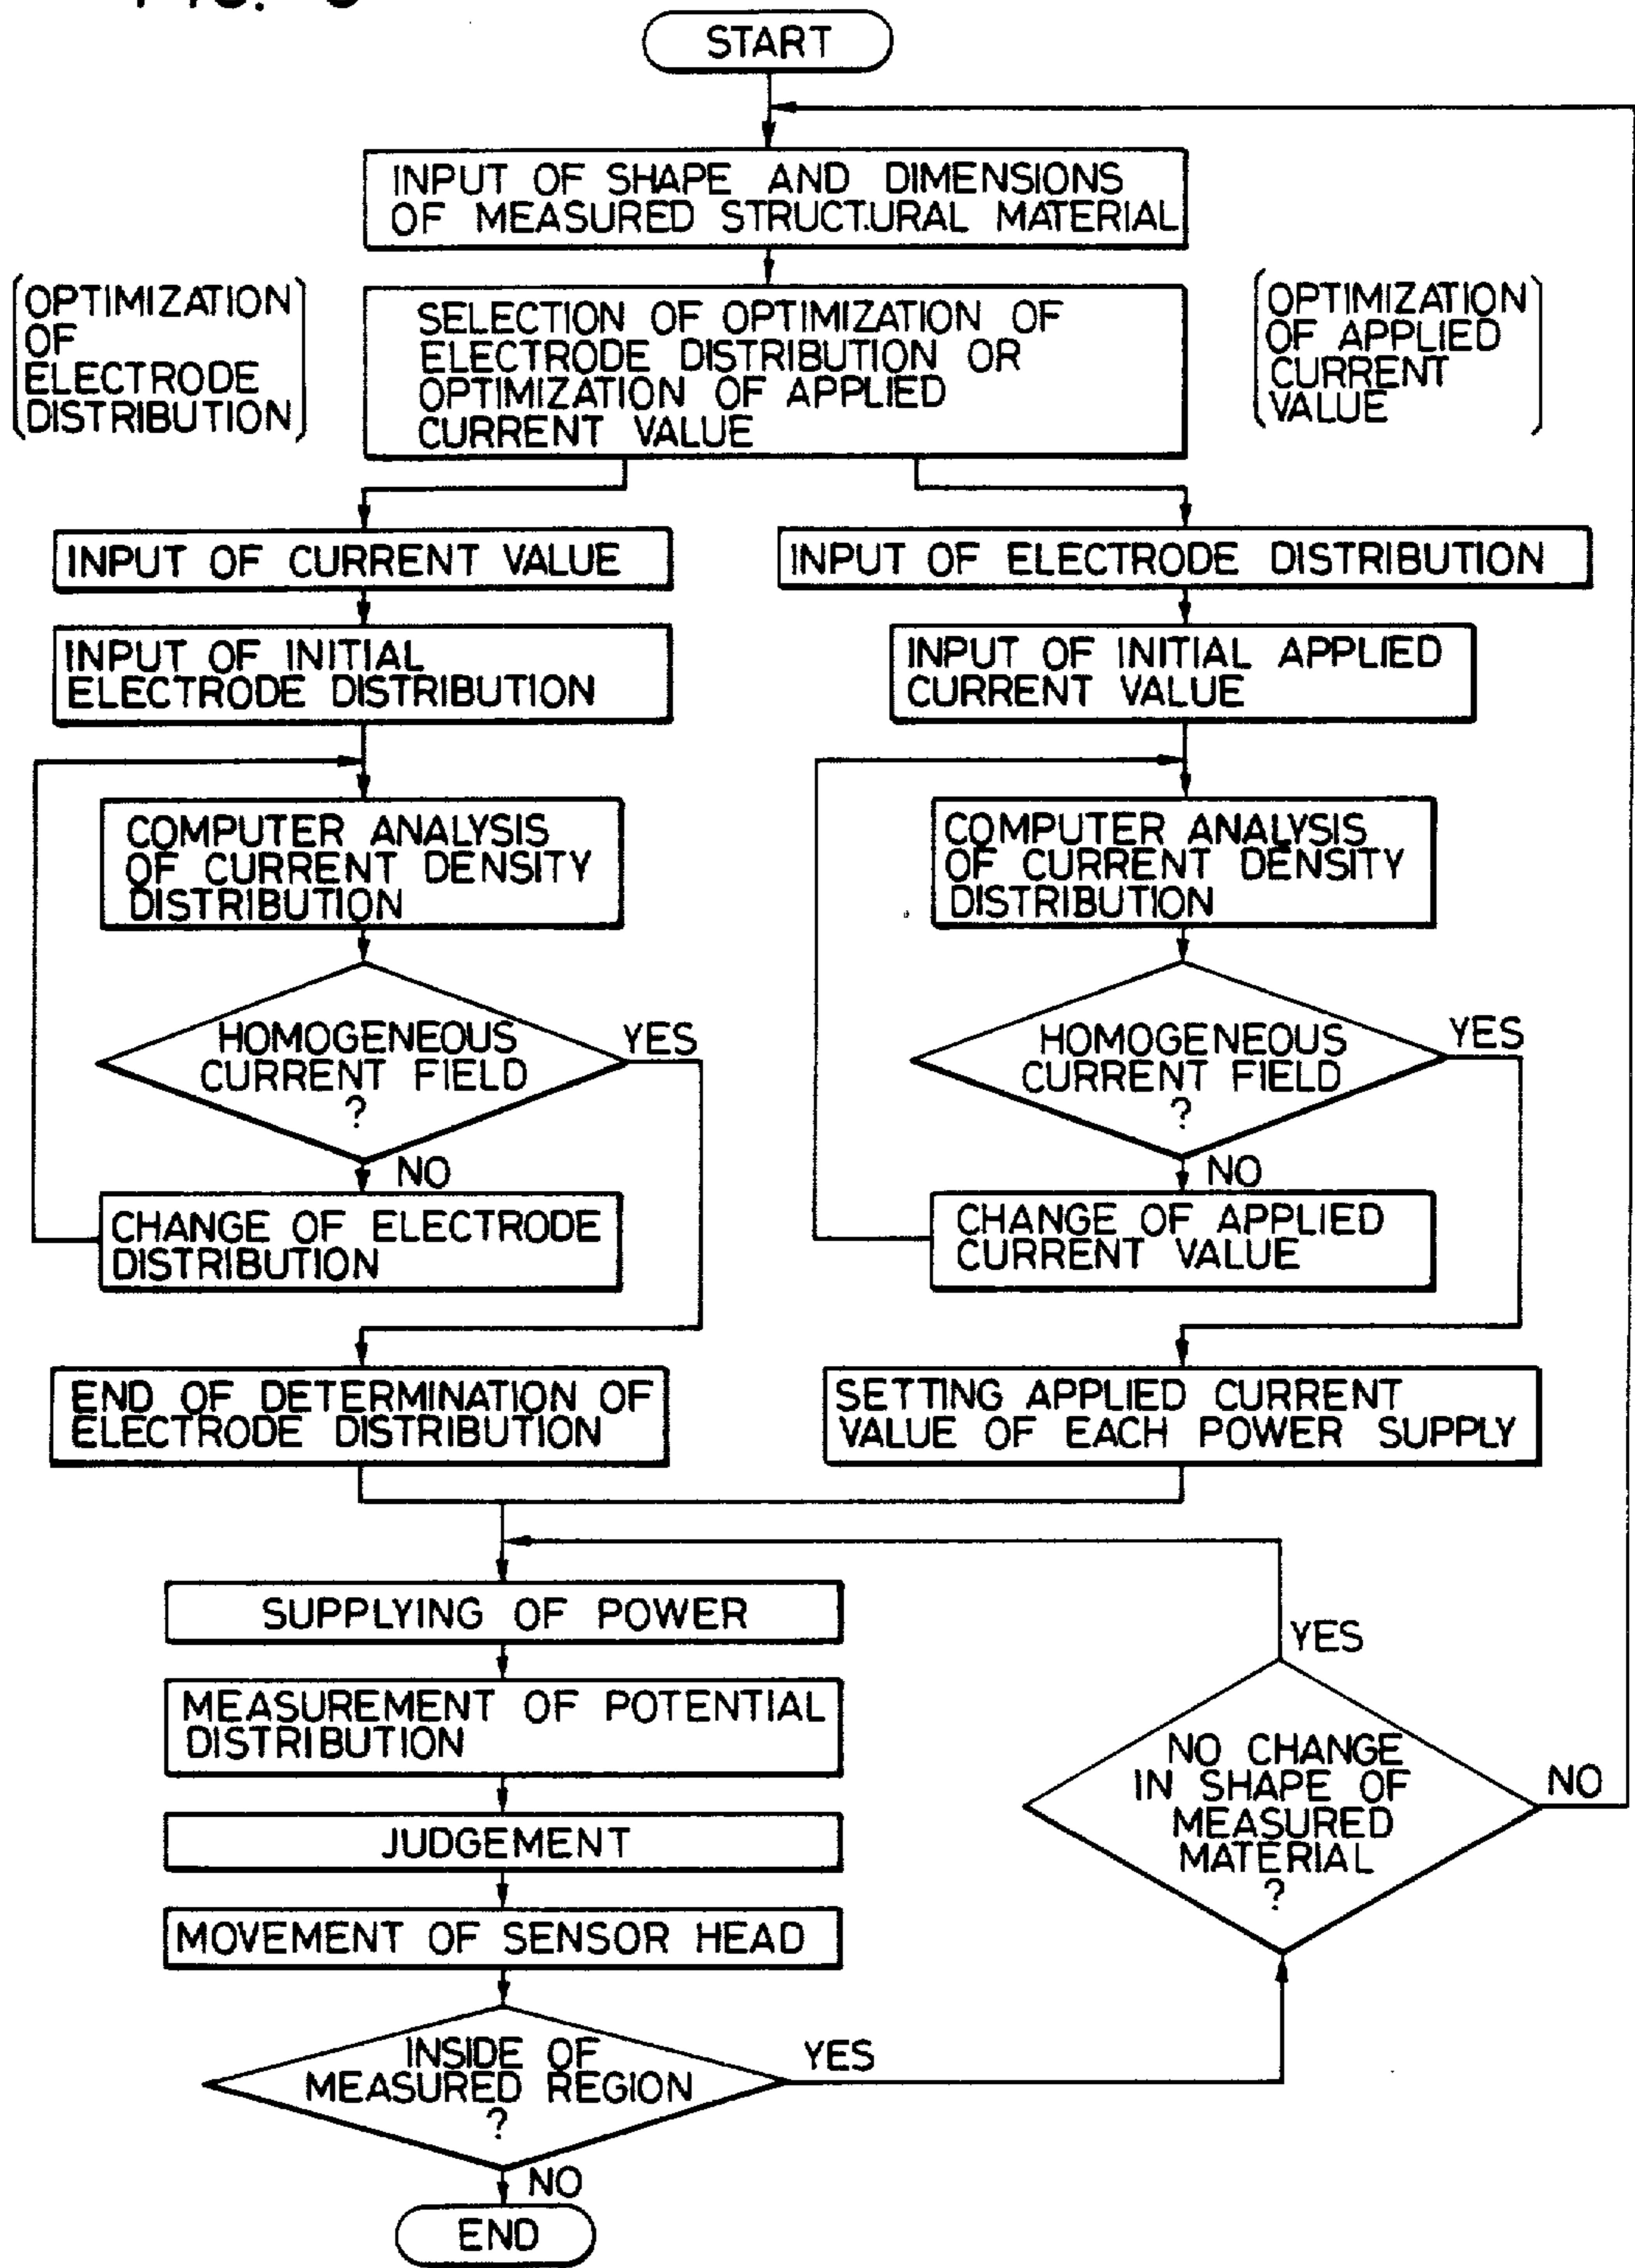 START
INPUT OF SHAPE AND DIMENSIONS
OF MEASURED STRUCTURAL MATERIAL
(OPTIMIZATION
OF
ELECTRODE
DISTRIBUTION)
SELECTION OF OPTIMIZATION OF
ELECTRODE DISTRIBUTION OR
OPTIMIZATION OF APPLIED
CURRENT VALUE
(OPTIMIZATION
OF APPLIED
CURRENT
VALUE)
INPUT OF CURRENT VALUE
INPUT OF INITIAL
ELECTRODE DISTRIBUTION
COMPUTER ANALYSIS
OF CURRENT DENSITY
DISTRIBUTION
HOMOGENEOUS
CURRENT FIELD
?
YES
NO
CHANGE OF ELECTRODE
DISTRIBUTION
END OF DETERMINATION OF
ELECTRODE DISTRIBUTION
INPUT OF ELECTRODE DISTRIBUTION
INPUT OF INITIAL APPLIED
CURRENT VALUE
COMPUTER ANALYSIS
OF CURRENT DENSITY
DISTRIBUTION
HOMOGENEOUS
CURRENT FIELD
?
YES
NO
CHANGE OF APPLIED
CURRENT VALUE
SETTING APPLIED CURRENT
VALUE OF EACH POWER SUPPLY
SUPPLYING OF POWER
MEASUREMENT OF POTENTIAL
DISTRIBUTION
JUDGEMENT
MOVEMENT OF SENSOR HEAD
INSIDE OF
MEASURED REGION
?
YES
NO
END
YES
NO CHANGE
IN SHAPE OF
MEASURED
MATERIAL
?
NO